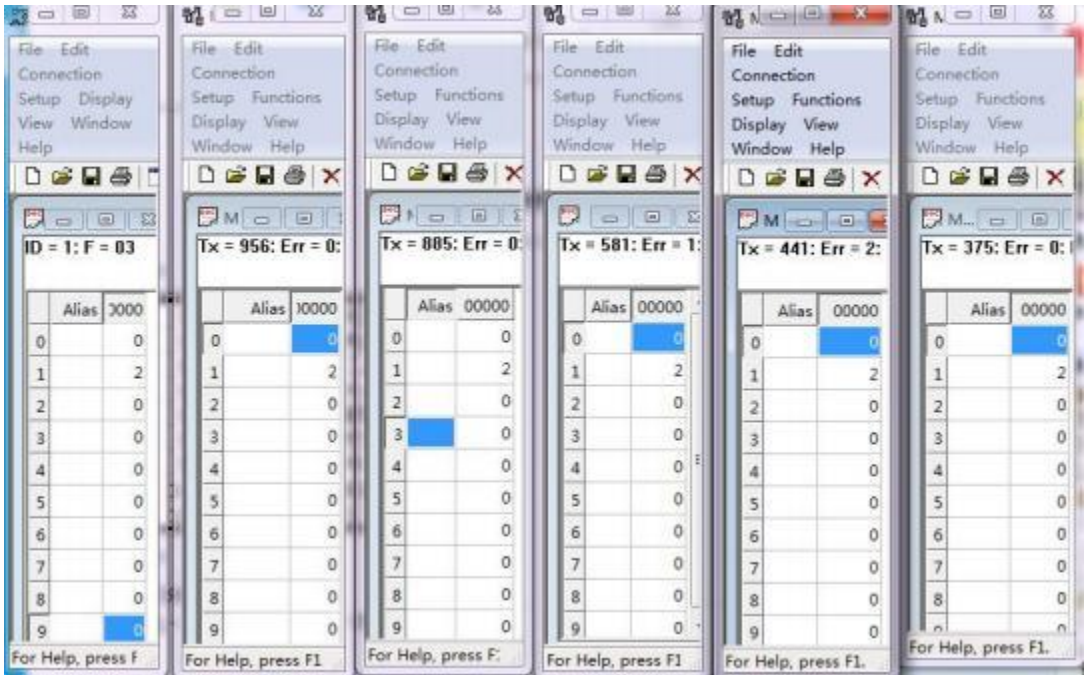 File Edit
Connection
Setup Display
View Window
Help
ID = 1: F = 03
Alias 0000
0 0
1 2
2 0
3 0
4 0
5 0
6 0
7 0
8 0
9 0
For Help, press F
File Edit
Connection
Setup Functions
Display View
Window Help
M
Tx = 956: Err = 0:
Alias 00000
0 0
1 2
2 0
3 0
4 0
5 0
6 0
7 0
8 0
9 0
For Help, press F1
File Edit
Connection
Setup Functions
Display View
Window Help
Tx = 885: Err = 0:
Alias 00000
0 0
1 2
2 0
3 0
4 0
5 0
6 0
7 0
8 0
9 0
For Help, press F
File Edit
Connection
Setup Functions
Display View
Window Help
Tx = 581: Err = 1:
Alias 00000
0 0
1 2
2 0
3 0
4 0
5 0
6 0
7 0
8 0
9 0
For Help, press F1
File Edit
Connection
Setup Functions
Display View
Window Help
M
Tx = 441: Err = 2:
Alias 00000
0 0
1 2
2 0
3 0
4 0
5 0
6 0
7 0
8 0
9 0
For Help, press F1.
File Edit
Connection
Setup Functions
Display View
Window Help
M...
Tx = 375: Err = 0:
Alias 00000
0 0
1 2
2 0
3 0
4 0
5 0
6 0
7 0
8 0
For Help, press F1.